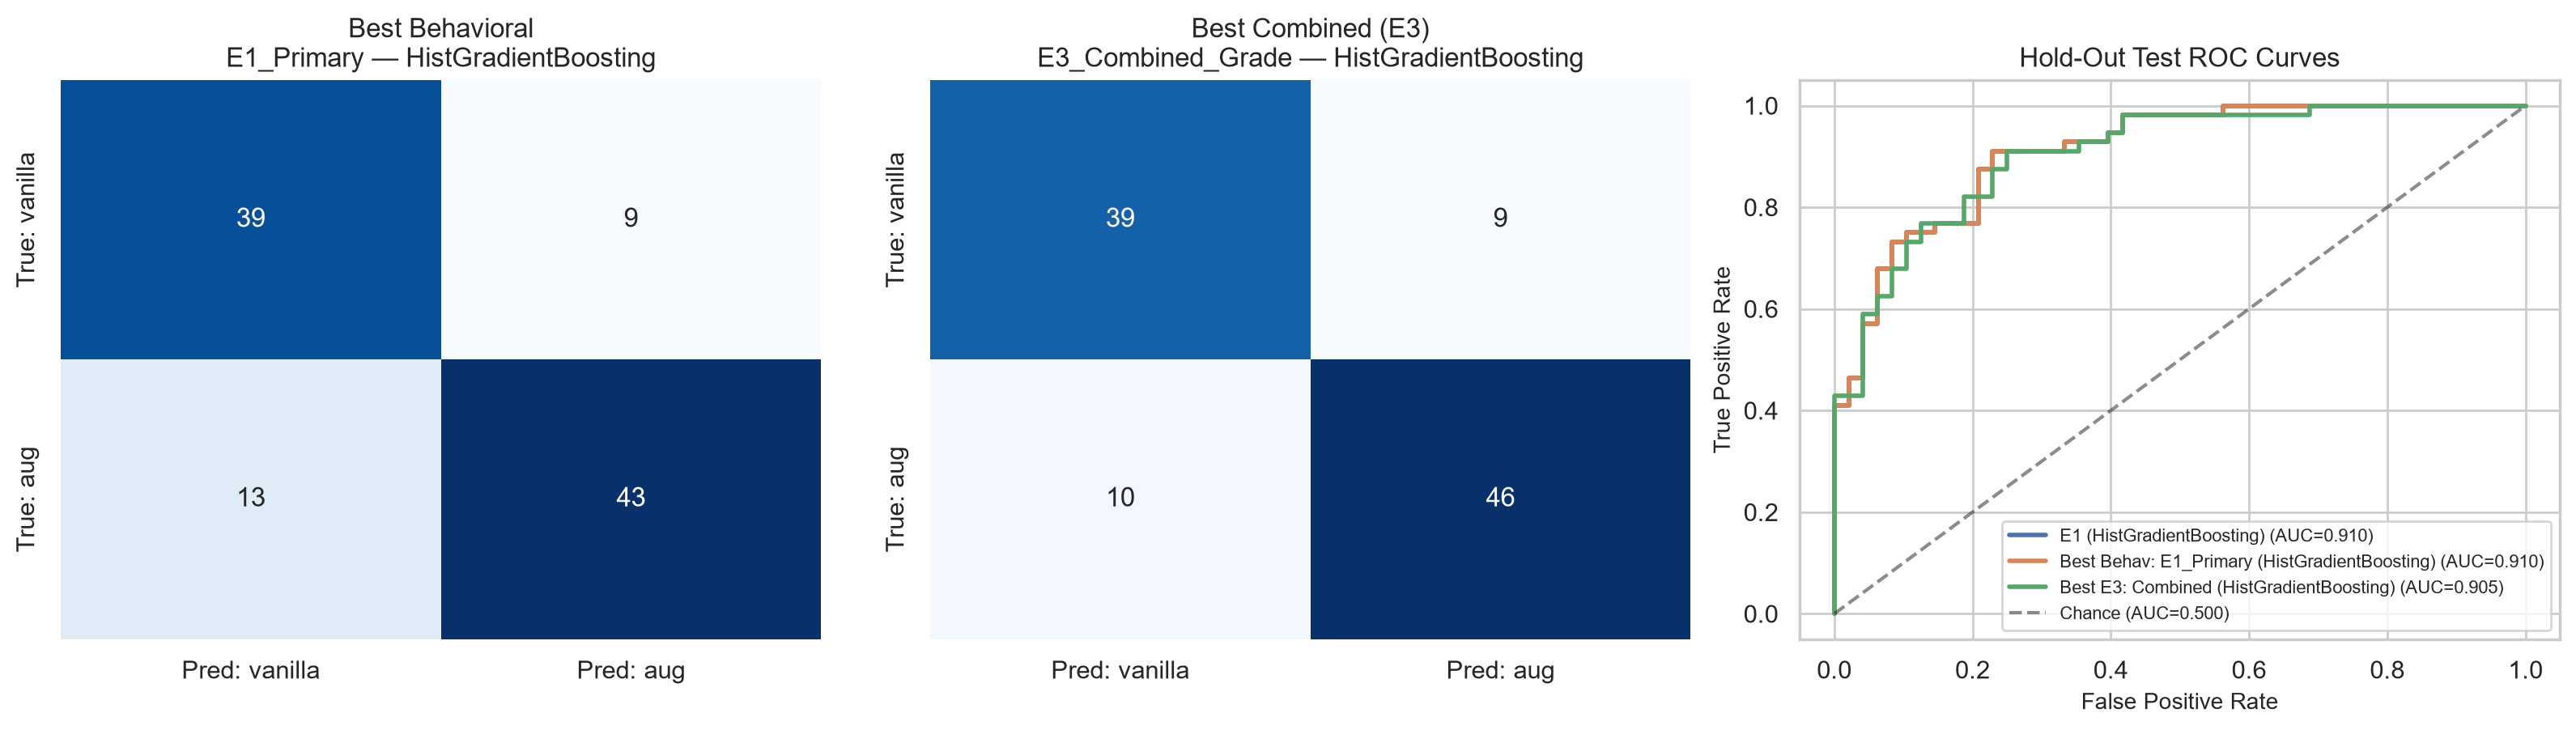 Best Behavioral
E1_Primary — HistGradientBoosting
True: vanilla
True: aug
39
9
13
43
Pred: vanilla
Pred: aug
Best Combined (E3)
E3_Combined_Grade — HistGradientBoosting
True: vanilla
True: aug
39
9
10
46
Pred: vanilla
Pred: aug
Hold-Out Test ROC Curves
True Positive Rate
1.0
0.8
0.6
0.4
0.2
0.0
E1 (HistGradientBoosting) (AUC=0.910)
Best Behav: E1_Primary (HistGradientBoosting) (AUC=0.910)
Best E3: Combined (HistGradientBoosting) (AUC=0.905)
Chance (AUC=0.500)
0.0 0.2 0.4 0.6 0.8 1.0
False Positive Rate